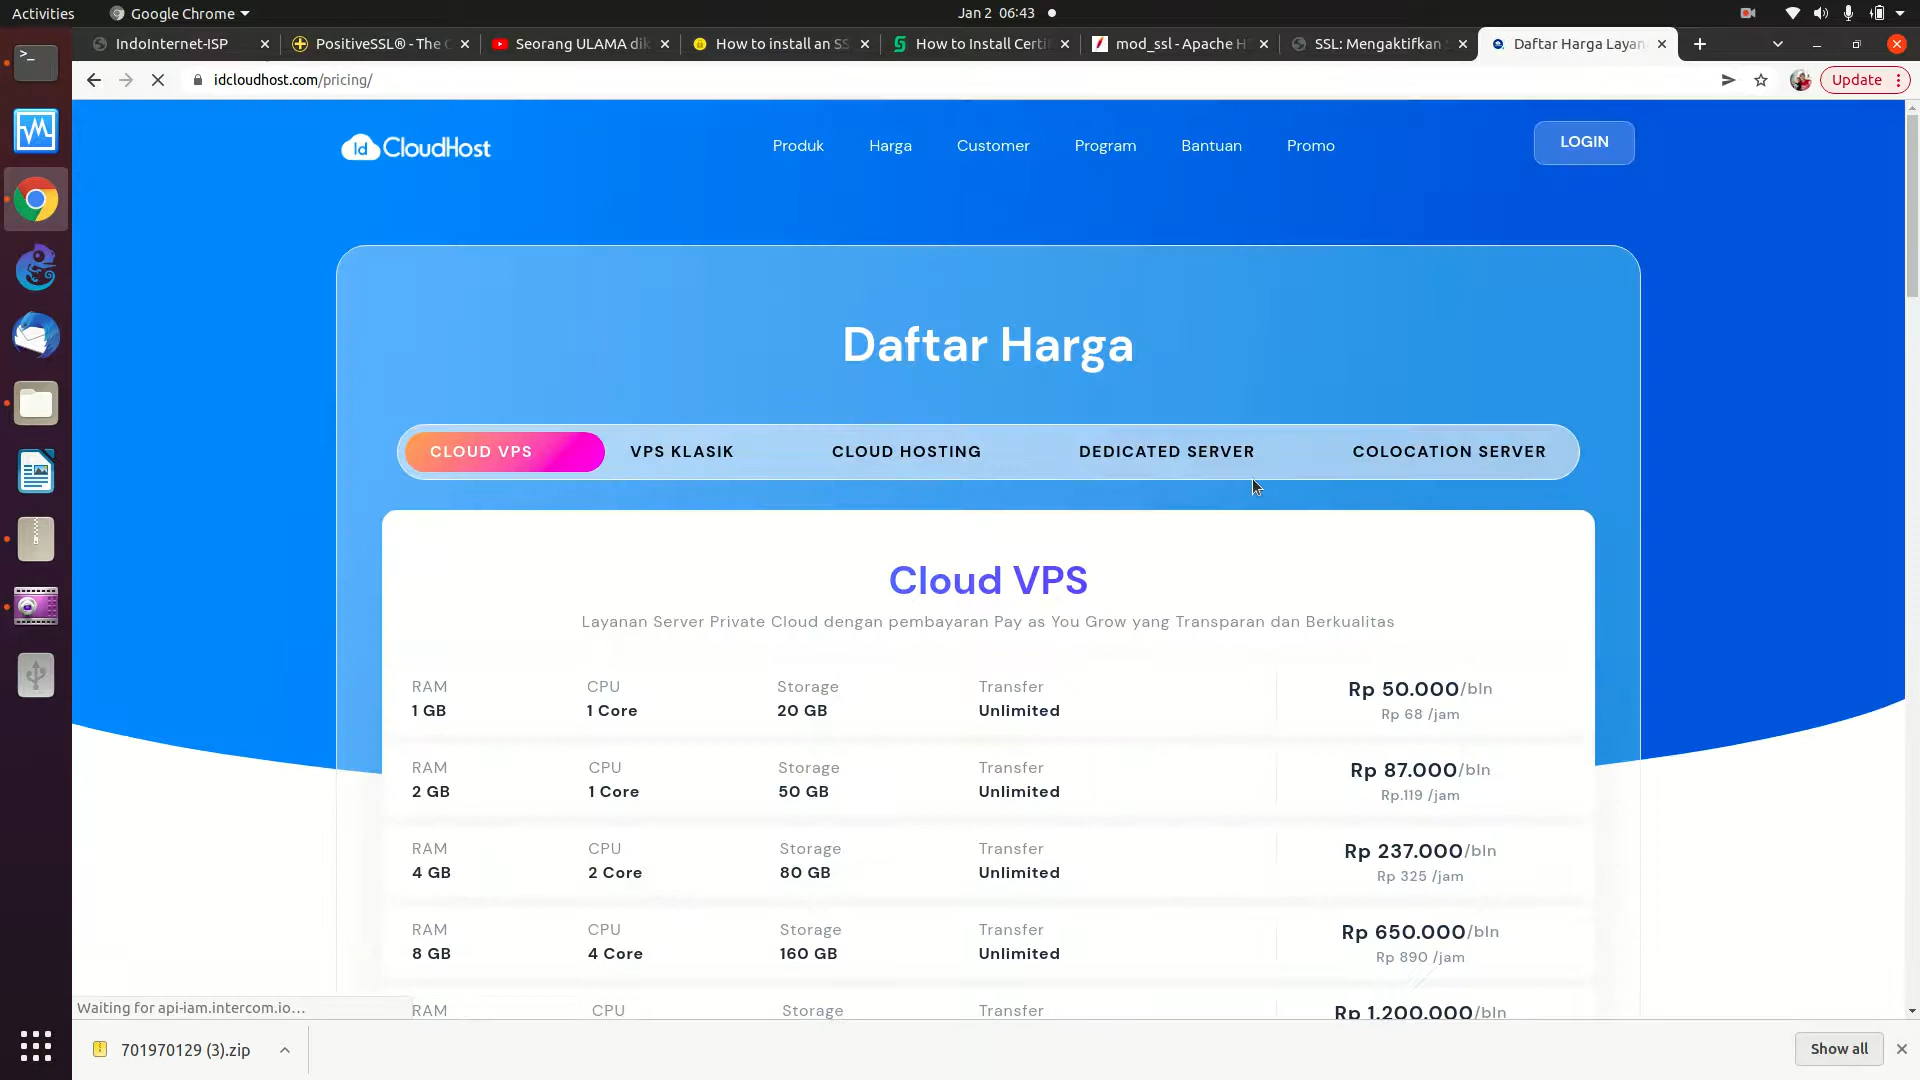 Activities
Google Chrome
Jan 2 06:43
IndoInternet-ISP
PositiveSSL® - The C
Seorang ULAMA dik
How to install an SS
How to Install Certi
mod_ssl - Apache H
SSL: Mengaktifkan
Daftar Harga Layan
idcloudhost.com/pricing/
Update
id CloudHost
Produk
Harga
Customer
Program
Bantuan
Promo
LOGIN
Daftar Harga
CLOUD VPS
VPS KLASIK
CLOUD HOSTING
DEDICATED SERVER
COLOCATION SERVER
Cloud VPS
Layanan Server Private Cloud dengan pembayaran Pay as You Grow yang Transparan dan Berkualitas
RAM CPU Storage Transfer Rp 50.000/bln
1 GB 1 Core 20 GB Unlimited Rp 68 /jam
RAM CPU Storage Transfer Rp 87.000/bln
2 GB 1 Core 50 GB Unlimited Rp.119 /jam
RAM CPU Storage Transfer Rp 237.000/bln
4 GB 2 Core 80 GB Unlimited Rp 325 /jam
RAM CPU Storage Transfer Rp 650.000/bln
8 GB 4 Core 160 GB Unlimited Rp 890 /jam
RAM CPU Storage Transfer Rp 1.200.000/bln
Waiting for api-iam.intercom.io...
701970129 (3).zip
Show all